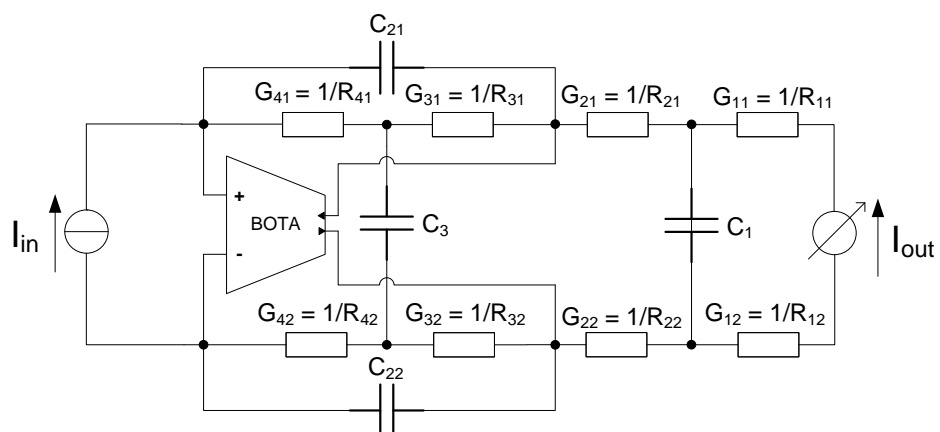 C21
G41 = 1/R41 G31 = 1/R31 G21 = 1/R21 G11 = 1/R11
+
BOTA
-
Iin
C3
C1
Iout
G42 = 1/R42 G32 = 1/R32 G22 = 1/R22 G12 = 1/R12
C22